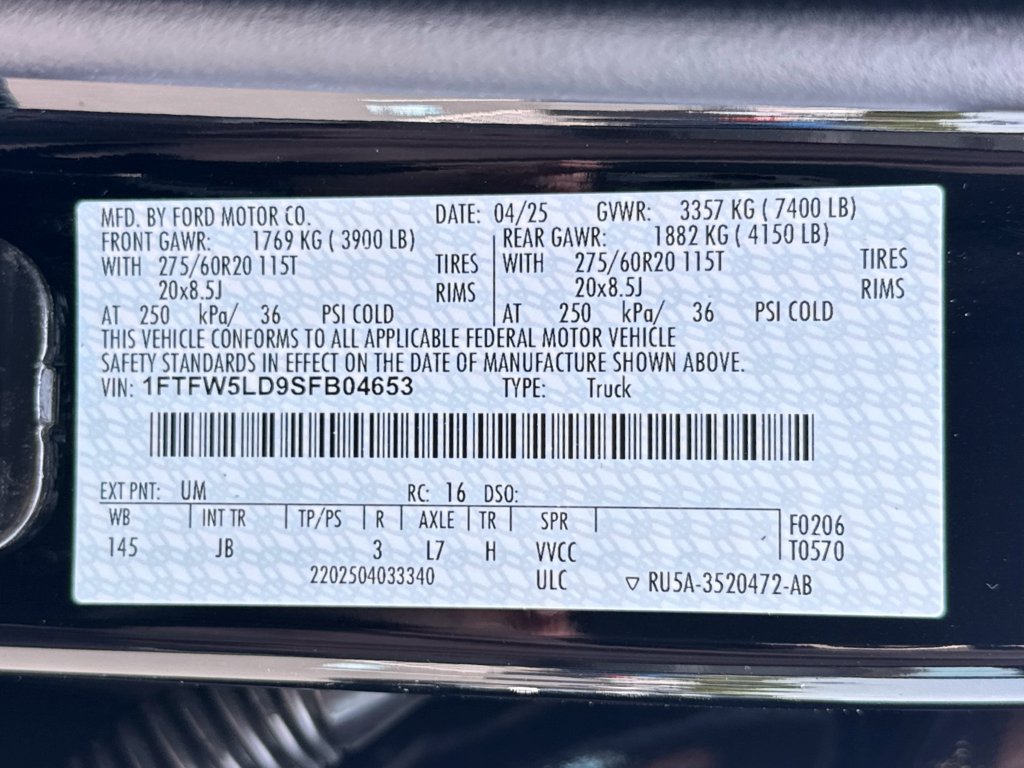 MFD. BY FORD MOTOR CO. DATE: 04/25 GVWR: 3357 KG ( 7400 LB)
FRONT GAWR: 1769 KG ( 3900 LB) REAR GAWR: 1882 KG ( 4150 LB)
WITH 275/60R20 115T TIRES WITH 275/60R20 115T TIRES
20x8.5J RIMS 20x8.5J RIMS
AT 250 kPa/ 36 PSI COLD AT 250 kPa/ 36 PSI COLD
THIS VEHICLE CONFORMS TO ALL APPLICABLE FEDERAL MOTOR VEHICLE
SAFETY STANDARDS IN EFFECT ON THE DATE OF MANUFACTURE SHOWN ABOVE.
VIN: 1FTFW5LD9SFB04653 TYPE: Truck
EXT PNT: UM RC: 16 DSO:
WB INT TR TP/PS R AXLE TR SPR F0206
145 JB 3 L7 H VVCC T0570
2202504033340 ULC ▽ RU5A-3520472-AB